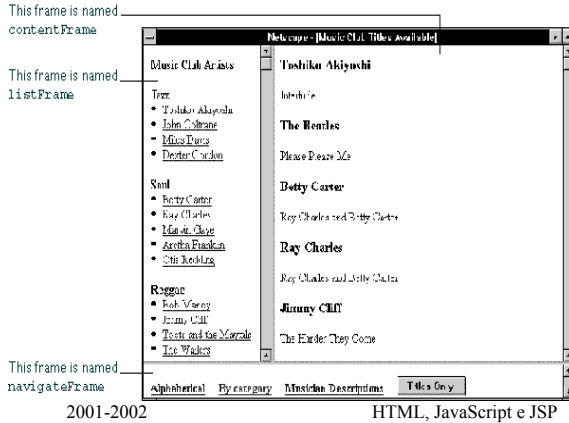 This frame is named
contentFrame
This frame is named
listFrame
This frame is named
navigateFrame
Netscape - [Music Club Titles Available]
Music Club Artists
Jazz
Toshiko Akiyoshi
John Coltrane
Miles Davis
Dexter Gordon
Soul
Betty Carter
Ray Charles
Marvin Gaye
Aretha Franklin
Otis Redding
Reggae
Bob Marley
Jimmy Cliff
Toots and the Maytals
The Wailers
Toshiko Akiyoshi
Interlude
The Beatles
Please Please Me
Betty Carter
Ray Charles and Betty Carter
Ray Charles
Ray Charles and Betty Carter
Jimmy Cliff
The Harder They Come
Alphabetical By category Musician Descriptions Titles Only
2001-2002 HTML, JavaScript e JSP